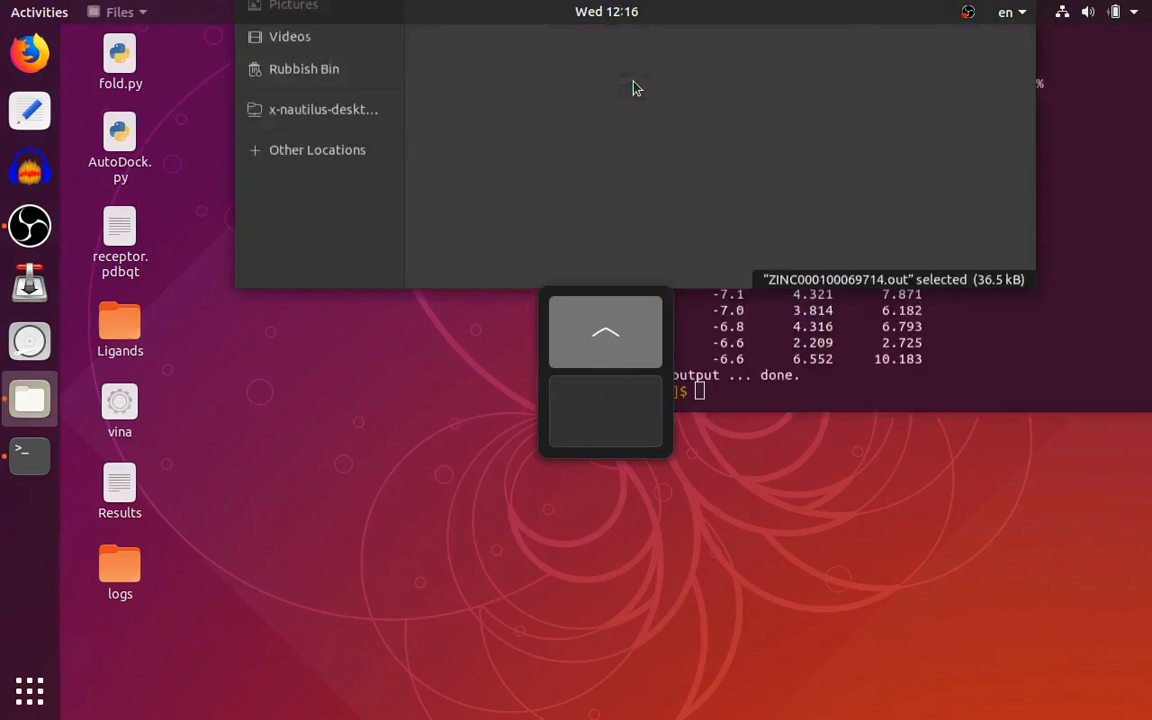 Activities
Files
Wed 12:16
en
Pictures
Videos
Rubbish Bin
x-nautilus-deskt…
Other Locations
“ZINC000100069714.out” selected (36.5 kB)
%
-7.1 4.321 7.871
-7.0 3.814 6.182
-6.8 4.316 6.793
-6.6 2.209 2.725
-6.6 6.552 10.183
output ... done.
]$
fold.py
AutoDock.
py
receptor.
pdbqt
Ligands
vina
Results
logs